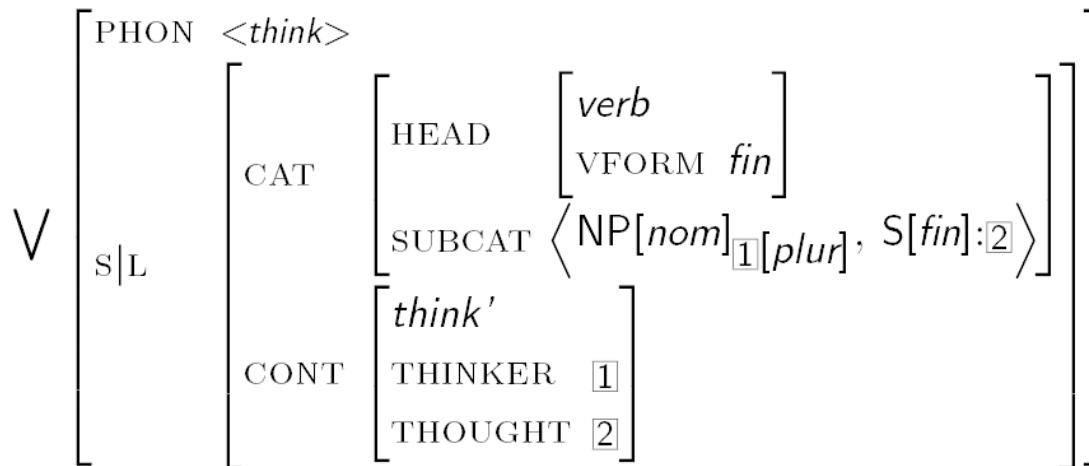 PHON <think>
HEAD verb
VFORM fin
CAT
SUBCAT ⟨NP[nom]1[plur], S[fin]:2⟩
∨ S|L
think’
CONT THINKER 1
THOUGHT 2